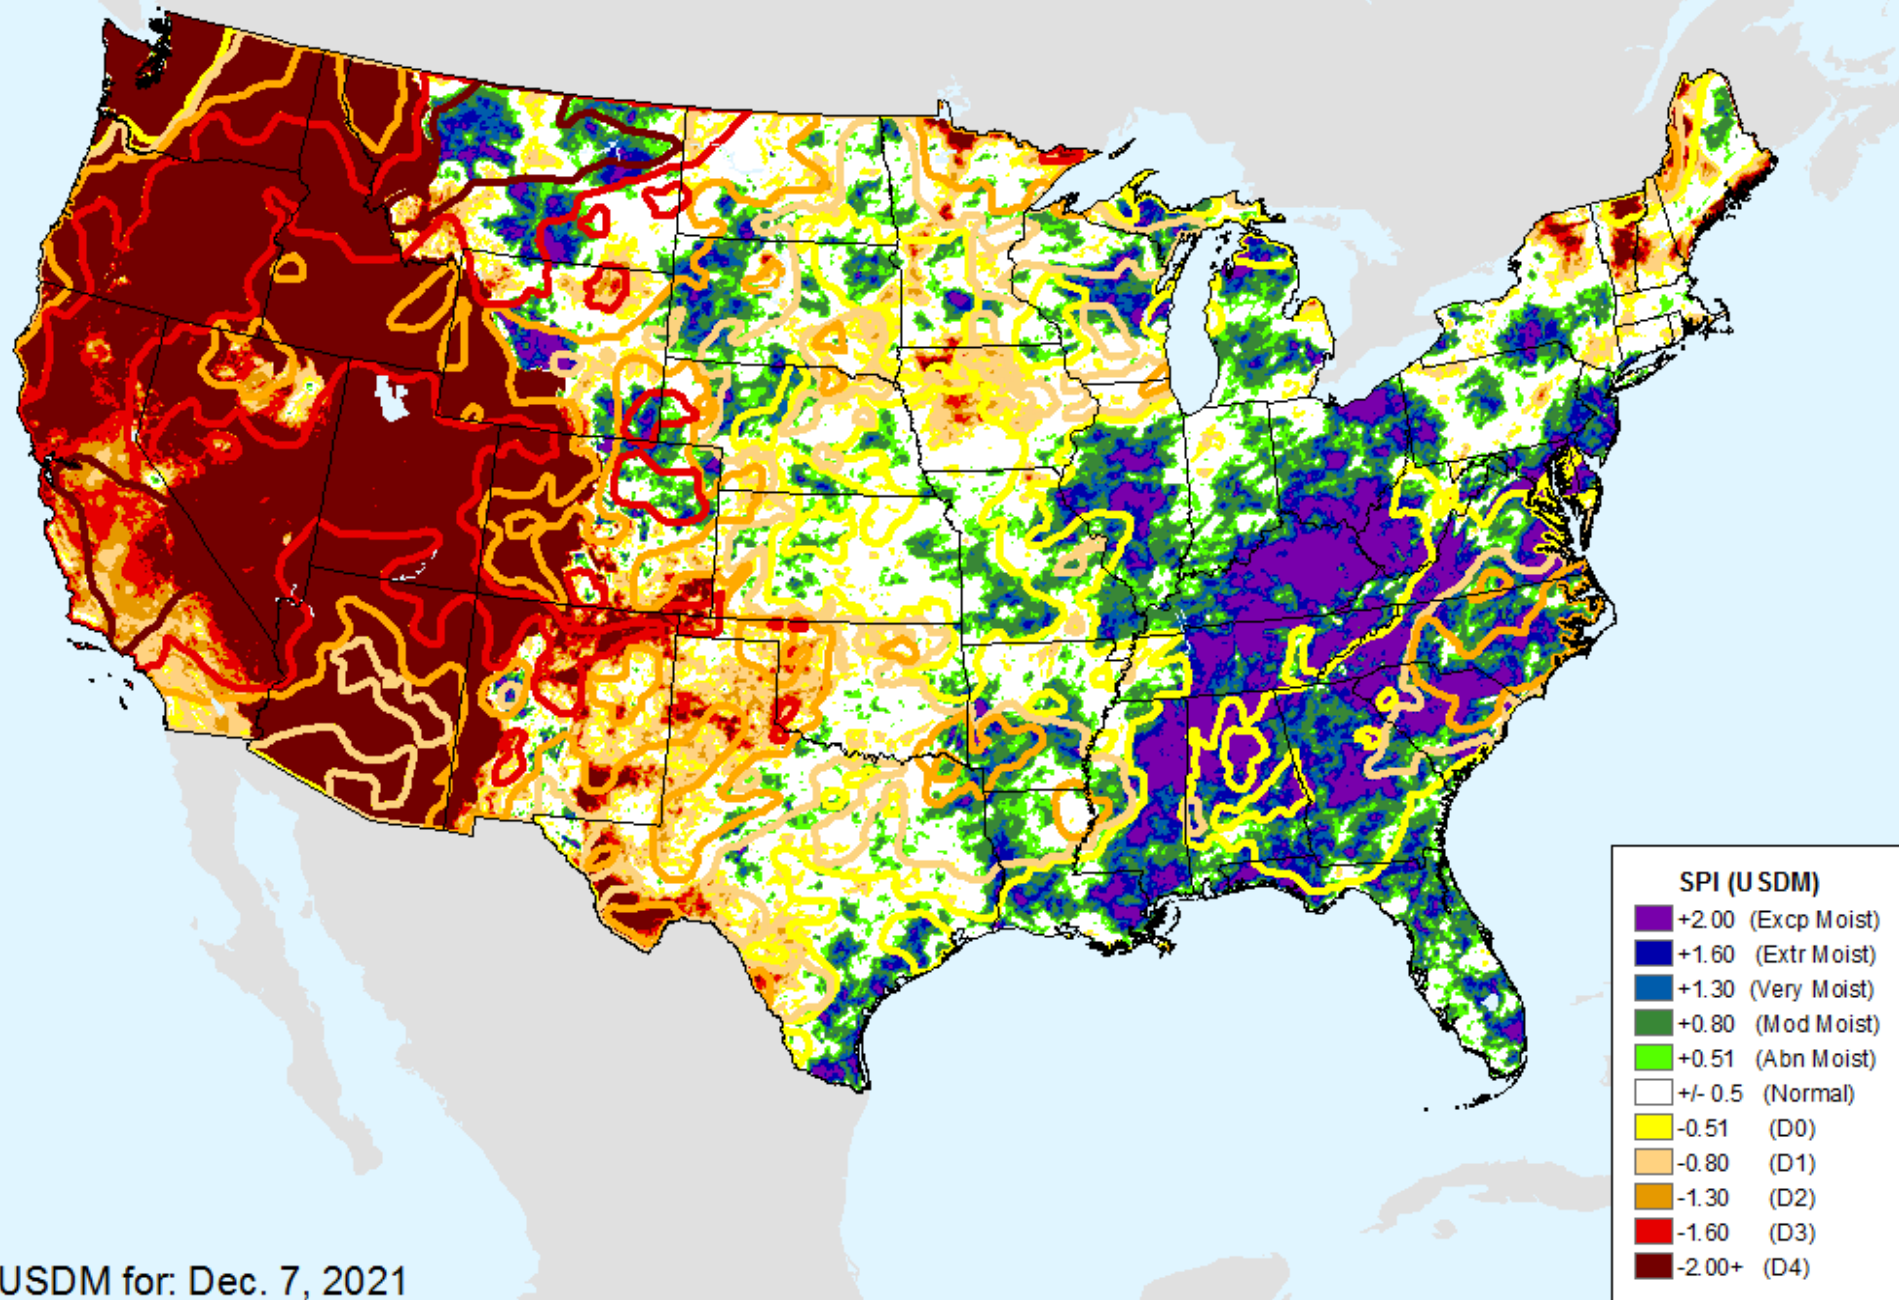 SPI (USDM)
+2.00 (Excp Moist)
+1.60 (Extr Moist)
+1.30 (Very Moist)
+0.80 (Mod Moist)
+0.51 (Abn Moist)
+/- 0.5 (Normal)
-0.51 (D0)
-0.80 (D1)
-1.30 (D2)
-1.60 (D3)
-2.00+ (D4)
USDM for: Dec. 7, 2021